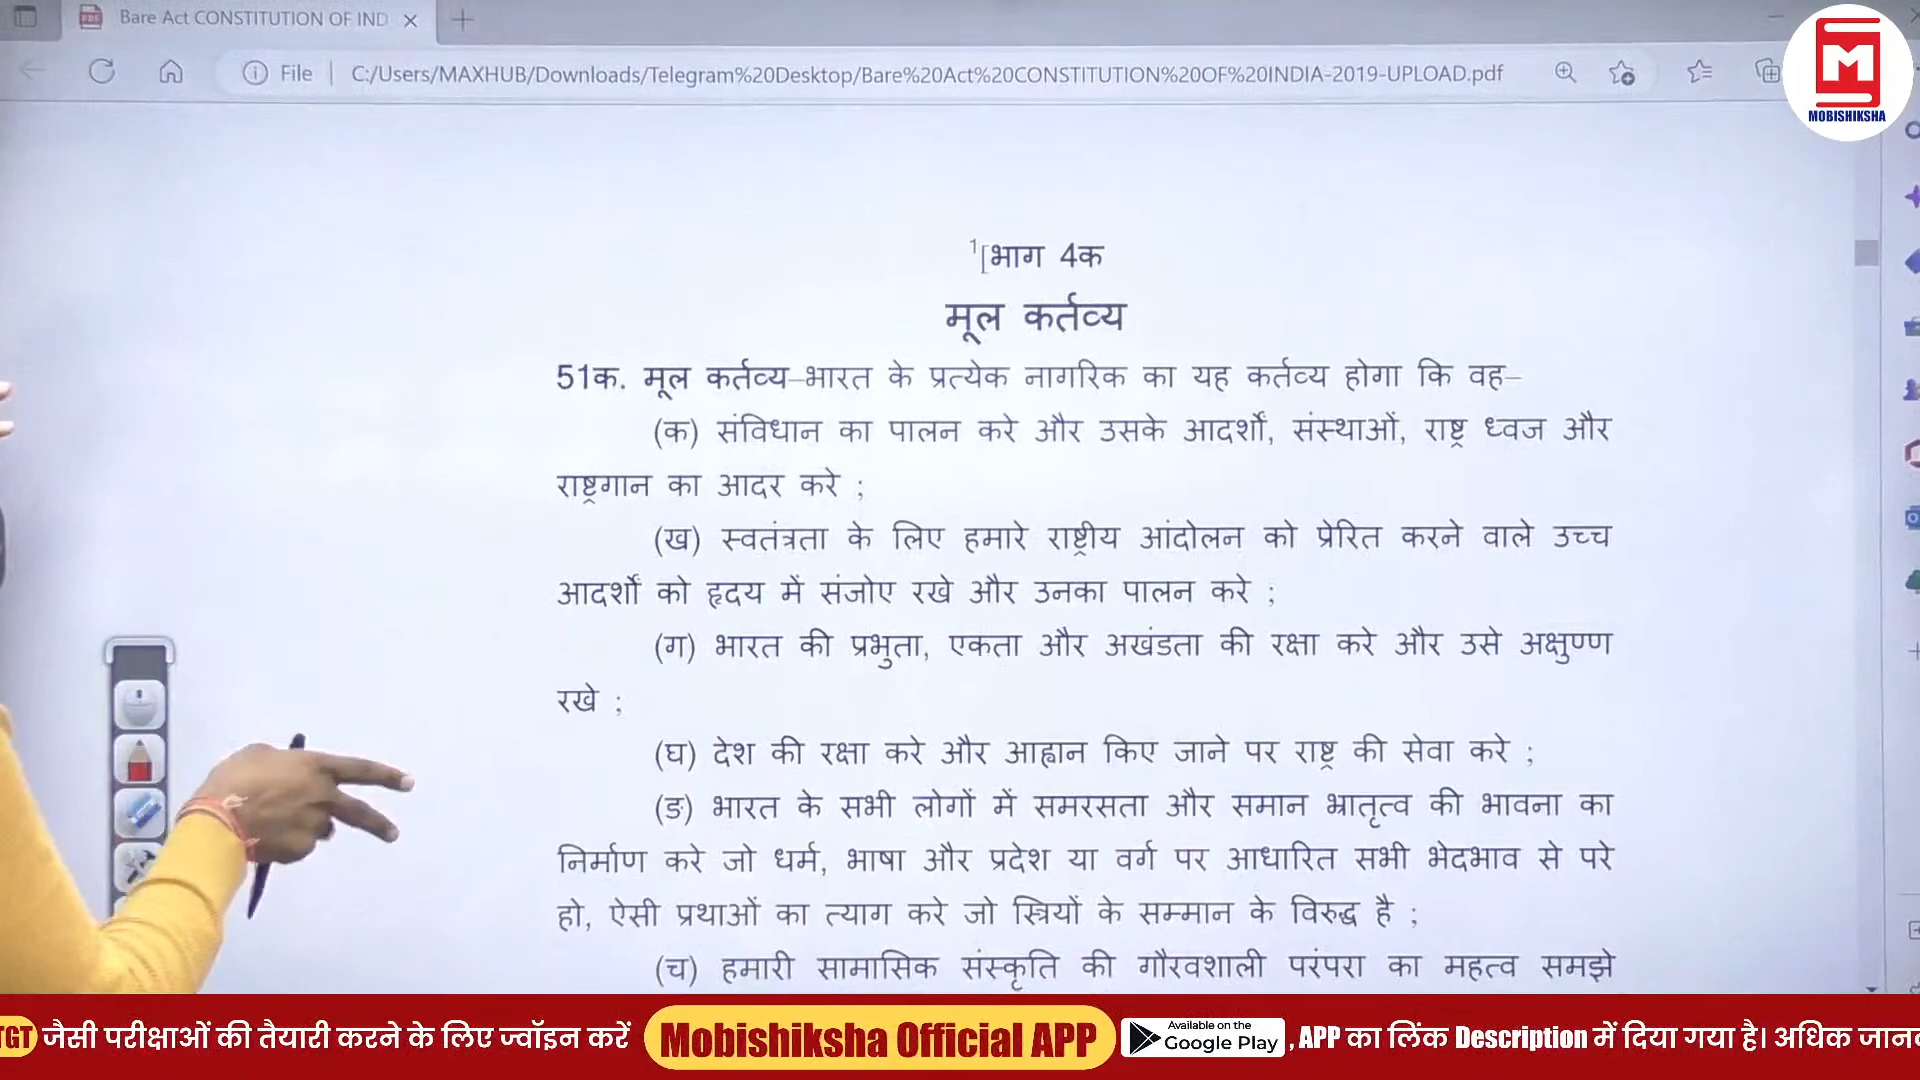 Bare Act CONSTITUTION OF IND
File
C:/Users/MAXHUB/Downloads/Telegram%20Desktop/Bare%20Act%20CONSTITUTION%20OF%20INDIA-2019-UPLOAD.pdf
M
MOBISHIKSHA
1[भाग 4क
मूल कर्तव्य
51क. मूल कर्तव्य–भारत के प्रत्येक नागरिक का यह कर्तव्य होगा कि वह–
(क) संविधान का पालन करे और उसके आदर्शों, संस्थाओं, राष्ट्र ध्वज और
राष्ट्रगान का आदर करे ;
(ख) स्वतंत्रता के लिए हमारे राष्ट्रीय आंदोलन को प्रेरित करने वाले उच्च
आदर्शों को हृदय में संजोए रखे और उनका पालन करे ;
(ग) भारत की प्रभुता, एकता और अखंडता की रक्षा करे और उसे अक्षुण्ण
रखे ;
(घ) देश की रक्षा करे और आह्वान किए जाने पर राष्ट्र की सेवा करे ;
(ङ) भारत के सभी लोगों में समरसता और समान भ्रातृत्व की भावना का
निर्माण करे जो धर्म, भाषा और प्रदेश या वर्ग पर आधारित सभी भेदभाव से परे
हो, ऐसी प्रथाओं का त्याग करे जो स्त्रियों के सम्मान के विरुद्ध है ;
(च) हमारी सामासिक संस्कृति की गौरवशाली परंपरा का महत्व समझे
TGT जैसी परीक्षाओं की तैयारी करने के लिए ज्वॉइन करें Mobishiksha Official APP Available on the Google Play , APP का लिंक Description में दिया गया है। अधिक